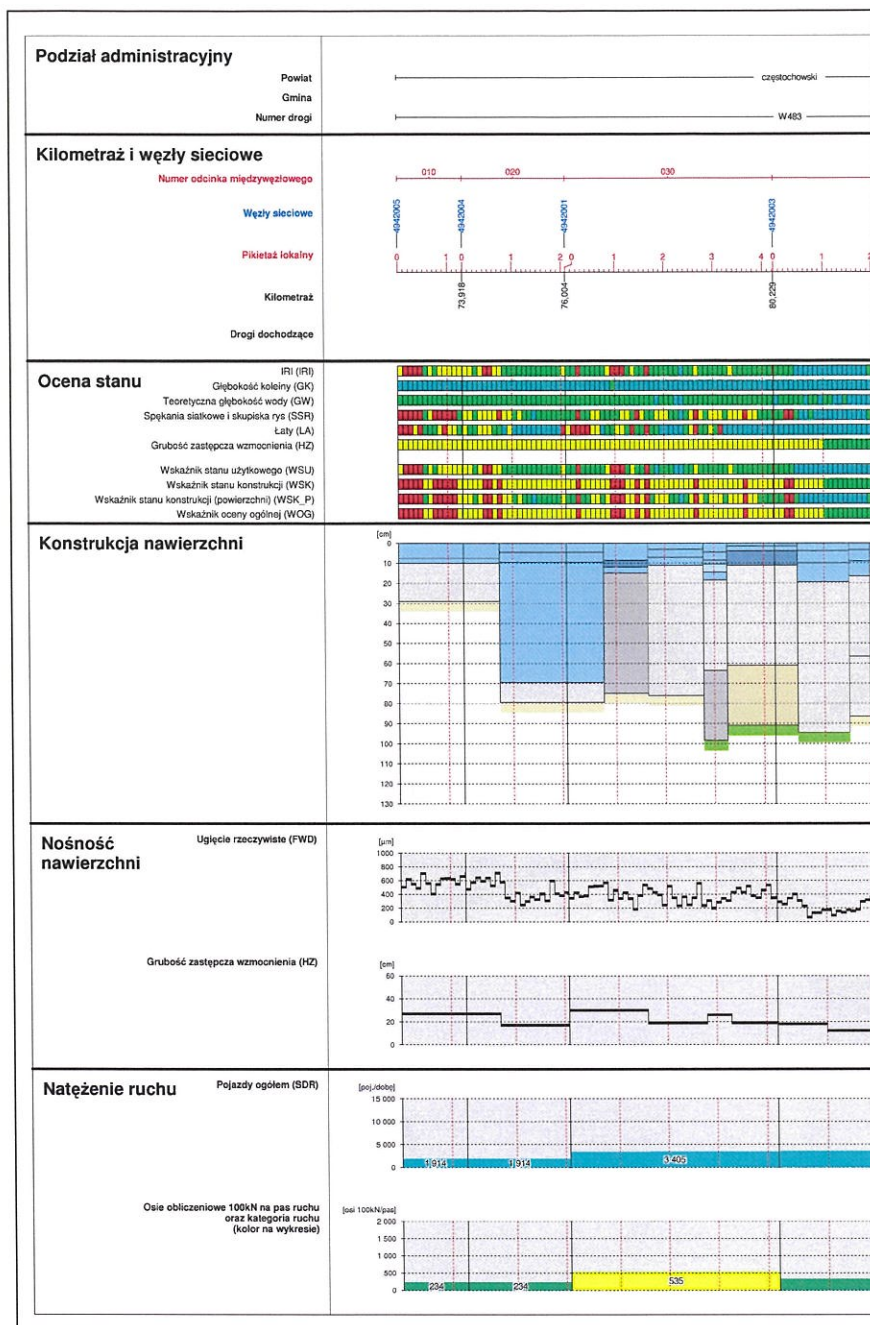 Podział administracyjny
Powiat
częstochowski
Gmina
Numer drogi
W483
Kilometraż i węzły sieciowe
Numer odcinka międzywęzłowego
010 020 030
Węzły sieciowe
4942005 4942004 4942001 4942003
Pikietaż lokalny
0 1 0 1 2 0 1 2 3 4 0 1 2
Kilometraż
73,918 76,004 80,229
Drogi dochodzące
Ocena stanu
IRI (IRI)
Głębokość koleiny (GK)
Teoretyczna głębokość wody (GW)
Spękania siatkowe i skupiska rys (SSR)
Łaty (LA)
Grubość zastępcza wzmocnienia (HZ)
Wskaźnik stanu użytkowego (WSU)
Wskaźnik stanu konstrukcji (WSK)
Wskaźnik stanu konstrukcji (powierzchni) (WSK_P)
Wskaźnik oceny ogólnej (WOG)
Konstrukcja nawierzchni
[cm]
0
10
20
30
40
50
60
70
80
90
100
110
120
130
Nośność
nawierzchni
Ugięcie rzeczywiste (FWD)
[µm]
1000
800
600
400
200
0
Grubość zastępcza wzmocnienia (HZ)
[cm]
60
40
20
0
Natężenie ruchu
Pojazdy ogółem (SDR)
[poj./dobę]
15 000
10 000
5 000
0
1 914 1 914 3 405
Osie obliczeniowe 100kN na pas ruchu
oraz kategoria ruchu
(kolor na wykresie)
[osi 100kN/pas]
2 000
1 500
1 000
500
0
234 234 535